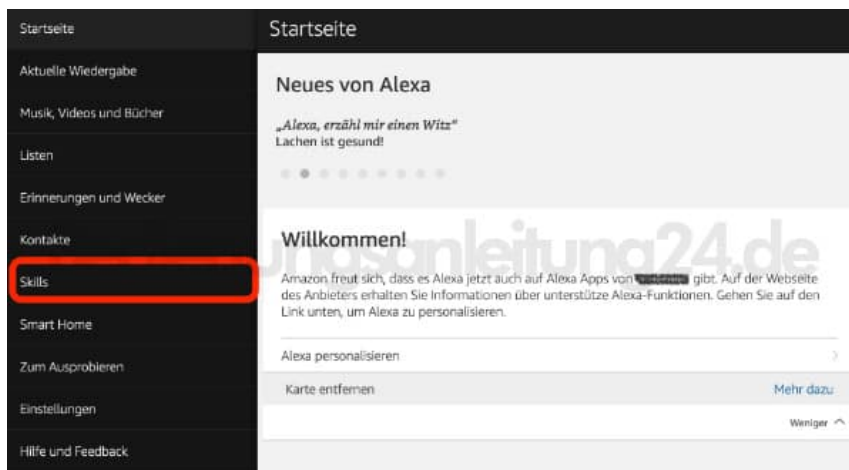 Startseite
Aktuelle Wiedergabe
Musik, Videos und Bücher
Listen
Erinnerungen und Wecker
Kontakte
Skills
Smart Home
Zum Ausprobieren
Einstellungen
Hilfe und Feedback
Startseite
Neues von Alexa
„Alexa, erzähl mir einen Witz“
Lachen ist gesund!
Willkommen!
Amazon freut sich, dass es Alexa jetzt auch auf Alexa Apps von gibt. Auf der Webseite
des Anbieters erhalten Sie Informationen über unterstütze Alexa-Funktionen. Gehen Sie auf den
Link unten, um Alexa zu personalisieren.
Alexa personalisieren
Karte entfernen Mehr dazu
Weniger